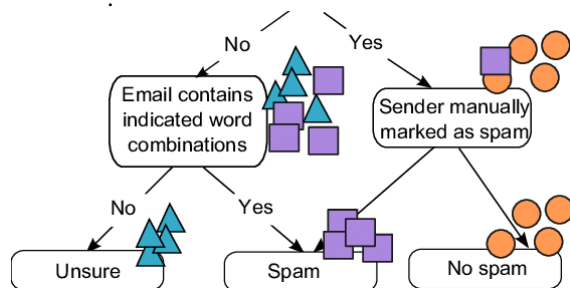 No
Yes
Email contains
indicated word
combinations
Sender manually
marked as spam
No
Yes
Unsure
Spam
No spam